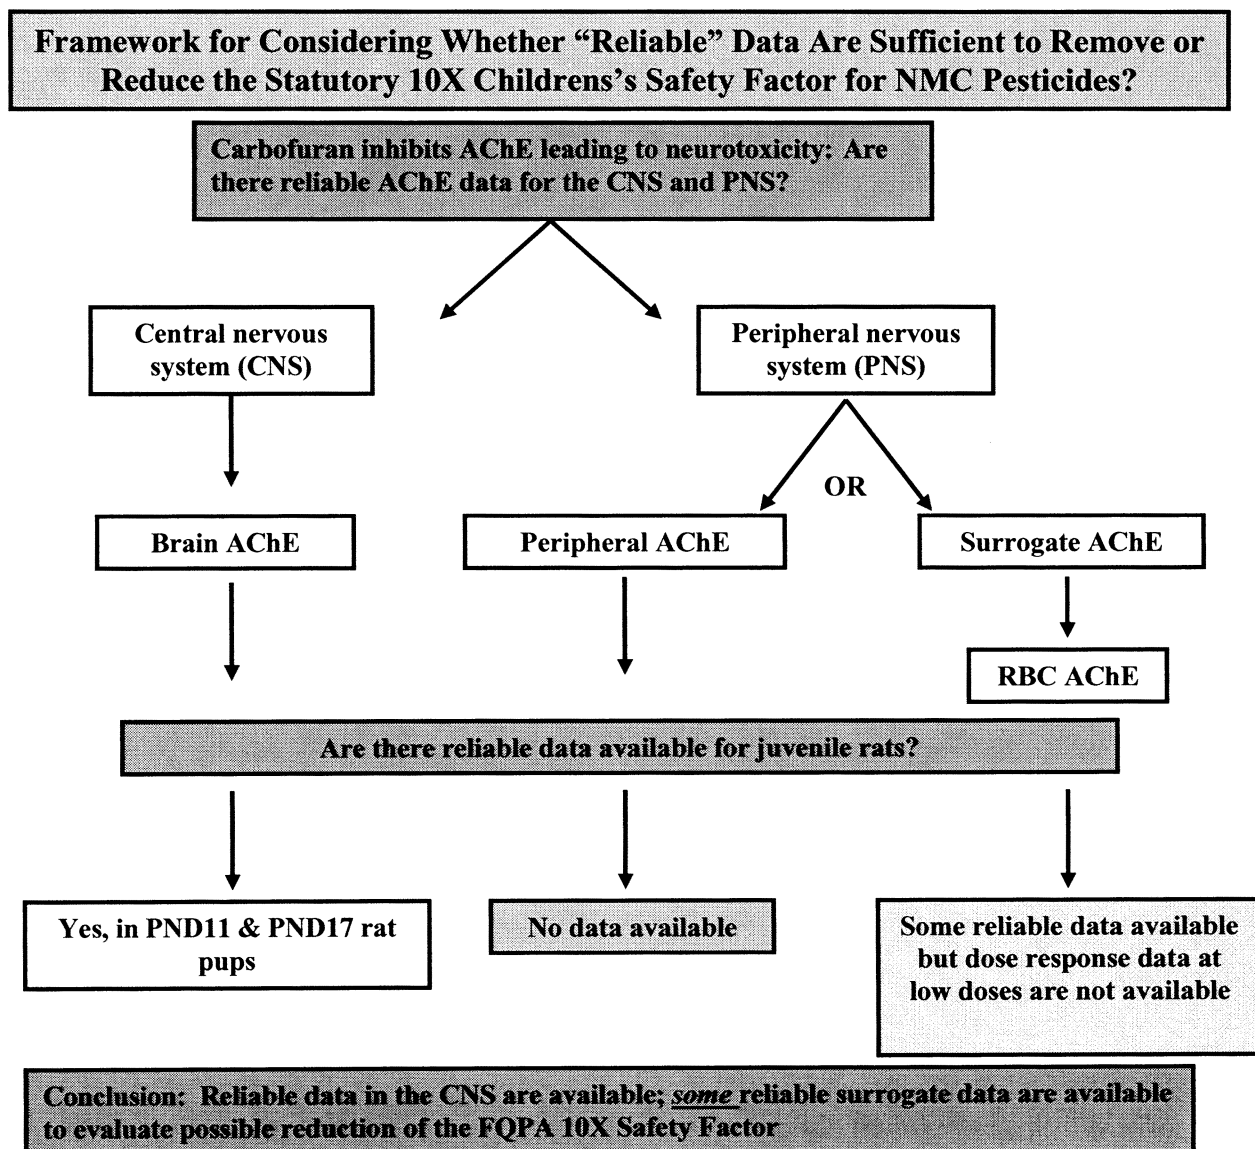 Framework for Considering Whether “Reliable” Data Are Sufficient to Remove or
Reduce the Statutory 10X Childrens’s Safety Factor for NMC Pesticides?
Carbofuran inhibits AChE leading to neurotoxicity: Are
there reliable AChE data for the CNS and PNS?
Central nervous
system (CNS)
Peripheral nervous
system (PNS)
OR
Brain AChE
Peripheral AChE
Surrogate AChE
RBC AChE
Are there reliable data available for juvenile rats?
Yes, in PND11 & PND17 rat
pups
No data available
Some reliable data available
but dose response data at
low doses are not available
Conclusion: Reliable data in the CNS are available; some reliable surrogate data are available
to evaluate possible reduction of the FQPA 10X Safety Factor